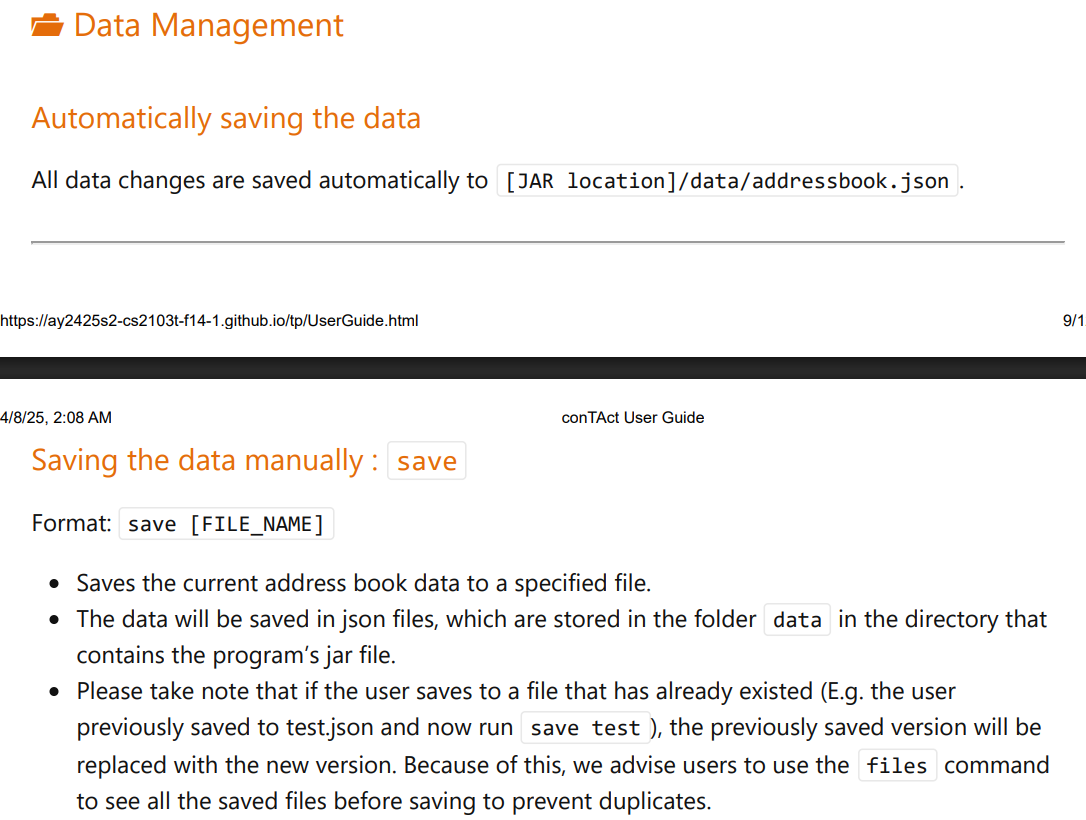 Data Management
Automatically saving the data
All data changes are saved automatically to [JAR location]/data/addressbook.json .
https://ay2425s2-cs2103t-f14-1.github.io/tp/UserGuide.html 9/1
4/8/25, 2:08 AM conTAct User Guide
Saving the data manually : save
Format: save [FILE_NAME]
• Saves the current address book data to a specified file.
• The data will be saved in json files, which are stored in the folder data in the directory that
contains the program’s jar file.
• Please take note that if the user saves to a file that has already existed (E.g. the user
previously saved to test.json and now run save test ), the previously saved version will be
replaced with the new version. Because of this, we advise users to use the files command
to see all the saved files before saving to prevent duplicates.